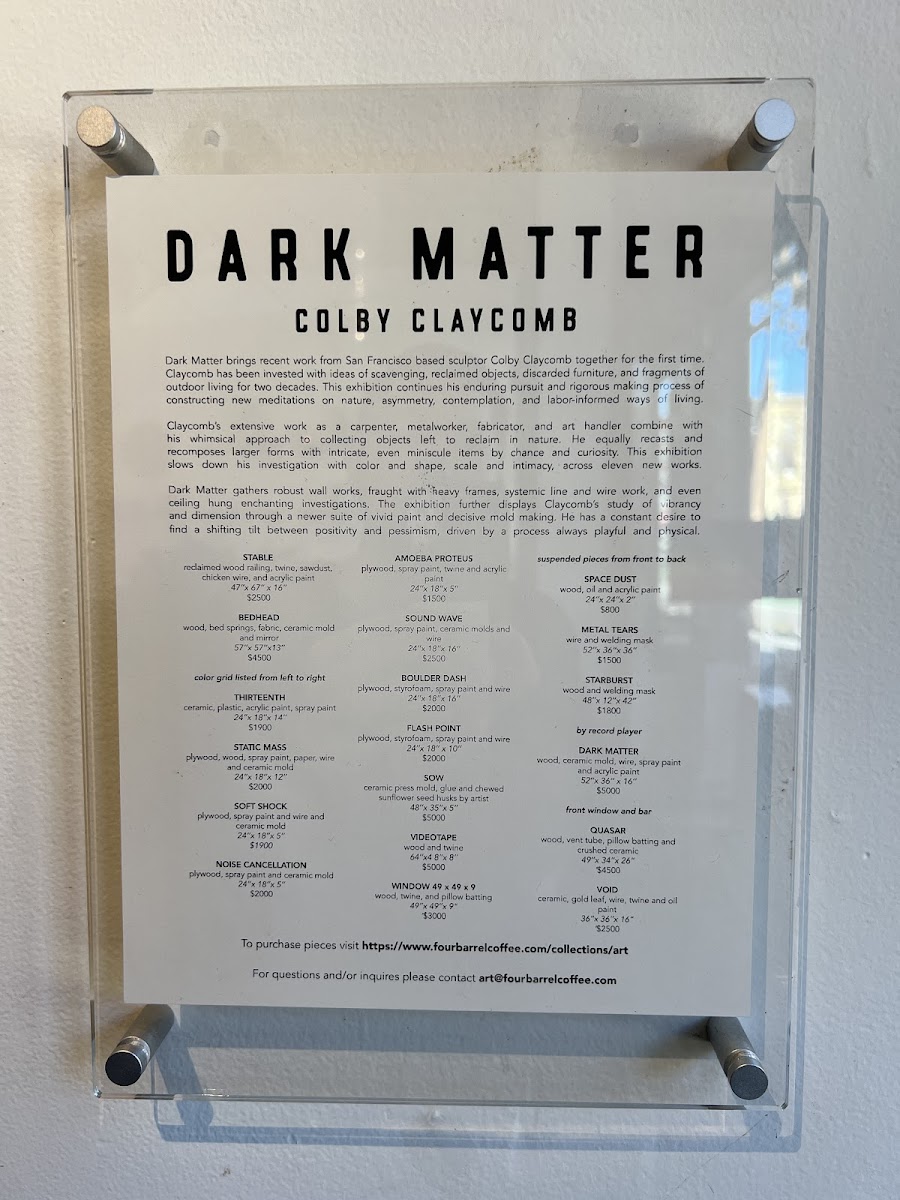 DARK MATTER
COLBY CLAYCOMB
Dark Matter brings recent work from San Francisco based sculptor Colby Claycomb together for the first time.
Claycomb has been invested with ideas of scavenging, reclaimed objects, discarded furniture, and fragments of
outdoor living for two decades. This exhibition continues his enduring pursuit and rigorous making process of
constructing new meditations on nature, asymmetry, contemplation, and labor-informed ways of living.
Claycomb's extensive work as a carpenter, metalworker, fabricator, and art handler combine with
his whimsical approach to collecting objects left to reclaim in nature. He equally recasts and
recomposes larger forms with intricate, even miniscule items by chance and curiosity. This exhibition
slows down his investigation with color and shape, scale and intimacy, across eleven new works.
Dark Matter gathers robust wall works, fraught with heavy frames, systemic line and wire work, and even
ceiling hung enchanting investigations. The exhibition further displays Claycomb's study of vibrancy
and dimension through a newer suite of vivid paint and decisive mold making. He has a constant desire to
find a shifting tilt between positivity and pessimism, driven by a process always playful and physical.
STABLE
reclaimed wood railing, twine, sawdust,
chicken wire, and acrylic paint
47"x 67" x 16"
$2500
BEDHEAD
wood, bed springs, fabric, ceramic mold
and mirror
57"x 57"x13"
$4500
color grid listed from left to right
THIRTEENTH
ceramic, plastic, acrylic paint, spray paint
24"x 18"x 14"
$1900
STATIC MASS
plywood, wood, spray paint, paper, wire
and ceramic mold
24"x 18"x 12"
$2000
SOFT SHOCK
plywood, spray paint and wire and
ceramic mold
24"x 18"x 5"
$1900
NOISE CANCELLATION
plywood, spray paint and ceramic mold
24"x 18"x 5"
$2000
AMOEBA PROTEUS
plywood, spray paint, twine and acrylic
paint
24"x 18"x 5"
$1500
SOUND WAVE
plywood, spray paint, ceramic molds and
wire
24"x 18"x 16"
$2500
BOULDER DASH
plywood, styrofoam, spray paint and wire
24"x 18"x 16"
$2000
FLASH POINT
plywood, styrofoam, spray paint and wire
24"x 18" x 10"
$2000
SOW
ceramic press mold, glue and chewed
sunflower seed husks by artist
48"x 35"x 5"
$5000
VIDEOTAPE
wood and twine
64"x4 8"x 8"
$5000
WINDOW 49 x 49 x 9
wood, twine, and pillow batting
49"x 49"x 9"
$3000
suspended pieces from front to back
SPACE DUST
wood, oil and acrylic paint
24"x 24"x 2"
$800
METAL TEARS
wire and welding mask
52"x 36"x 36"
$1500
STARBURST
wood and welding mask
48"x 12"x 42"
$1800
by record player
DARK MATTER
wood, ceramic mold, wire, spray paint
and acrylic paint
52"x 36" x 16"
$5000
front window and bar
QUASAR
wood, vent tube, pillow batting and
crushed ceramic
49"x 34"x 26"
$4500
VOID
ceramic, gold leaf, wire, twine and oil
paint
36"x 36"x 16"
$2500
To purchase pieces visit https://www.fourbarrelcoffee.com/collections/art
For questions and/or inquires please contact art@fourbarrelcoffee.com